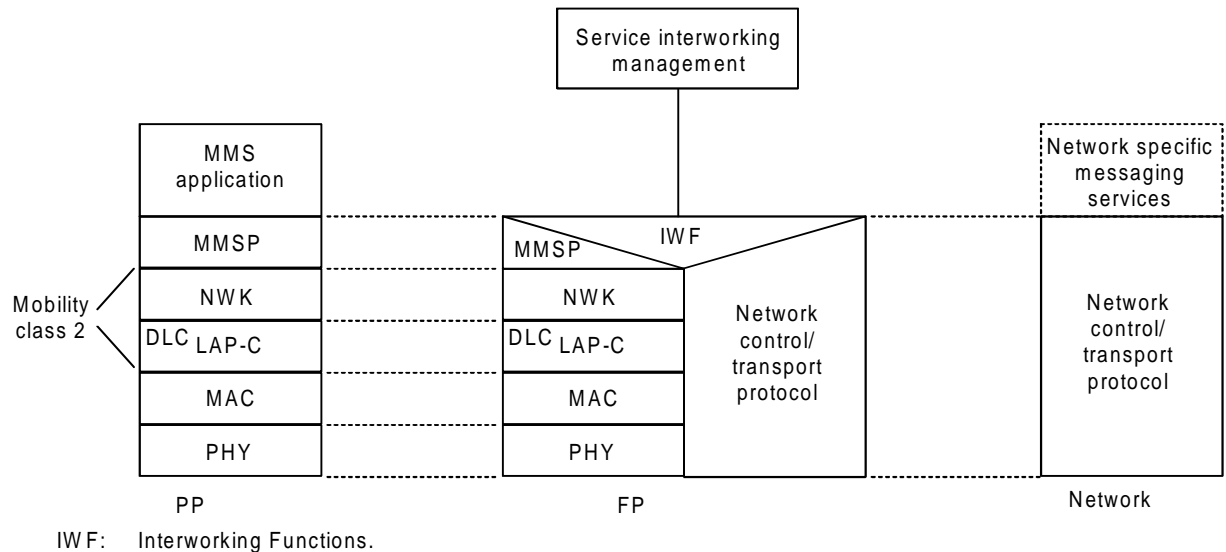 Service interworking
management
MMS
application
MMSP
NWK
DLC LAP-C
MAC
PHY
PP
Mobility
class 2
IWF
MMSP
NWK
DLC LAP-C
MAC
PHY
Network
control/
transport
protocol
FP
Network specific
messaging
services
Network
control/
transport
protocol
Network
IWF: Interworking Functions.